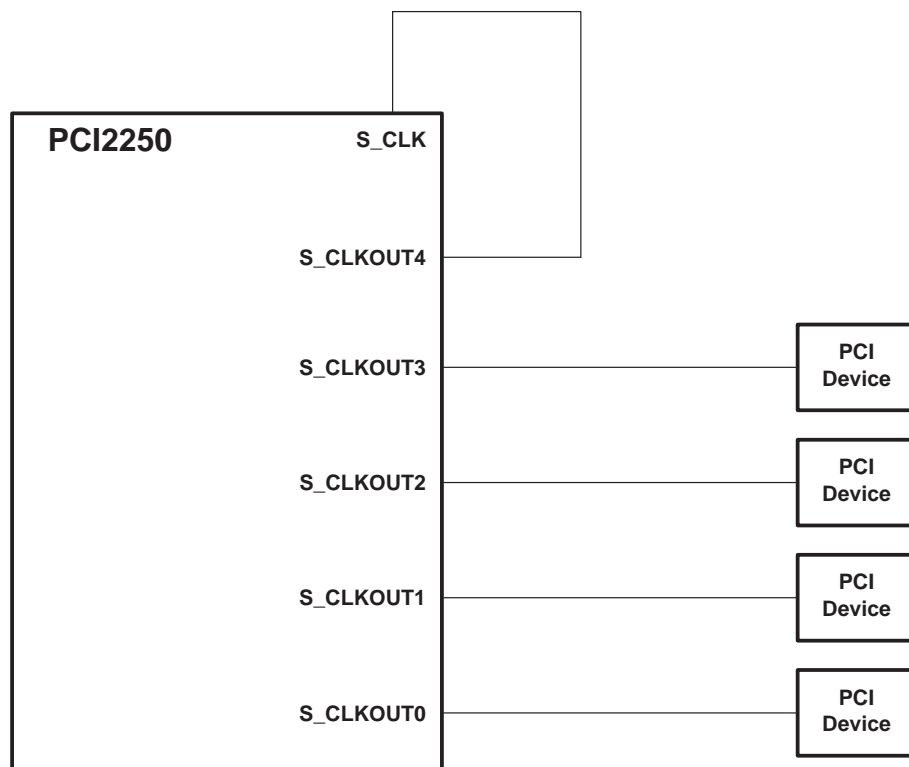 PCI2250
S_CLK
S_CLKOUT4
S_CLKOUT3
PCI
Device
S_CLKOUT2
PCI
Device
S_CLKOUT1
PCI
Device
S_CLKOUT0
PCI
Device